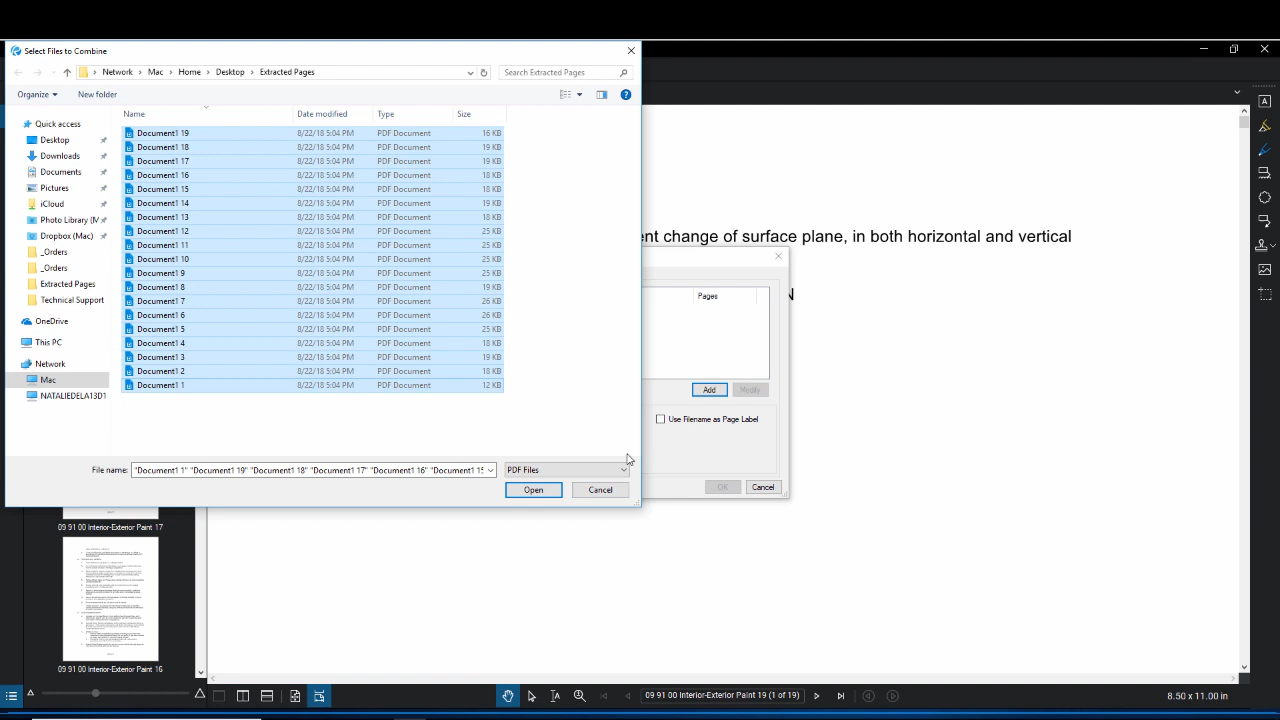 Select Files to Combine
Network > Mac > Home > Desktop > Extracted Pages
Search Extracted Pages
Organize
New folder
Name
Date modified
Type
Size
Quick access
Desktop
Downloads
Documents
Pictures
iCloud
Photo Library (M
Dropbox (Mac)
_Orders
_Orders
Extracted Pages
Technical Support
OneDrive
This PC
Network
Mac
NATALIEDELA13D1
Document1 19 8/22/18 5:04 PM PDF Document 16 KB
Document1 18 8/22/18 5:04 PM PDF Document 19 KB
Document1 17 8/22/18 5:04 PM PDF Document 19 KB
Document1 16 8/22/18 5:04 PM PDF Document 18 KB
Document1 15 8/22/18 5:04 PM PDF Document 18 KB
Document1 14 8/22/18 5:04 PM PDF Document 19 KB
Document1 13 8/22/18 5:04 PM PDF Document 18 KB
Document1 12 8/22/18 5:04 PM PDF Document 25 KB
Document1 11 8/22/18 5:04 PM PDF Document 25 KB
Document1 10 8/22/18 5:04 PM PDF Document 25 KB
Document1 9 8/22/18 5:04 PM PDF Document 25 KB
Document1 8 8/22/18 5:04 PM PDF Document 19 KB
Document1 7 8/22/18 5:04 PM PDF Document 26 KB
Document1 6 8/22/18 5:04 PM PDF Document 26 KB
Document1 5 8/22/18 5:04 PM PDF Document 25 KB
Document1 4 8/22/18 5:04 PM PDF Document 18 KB
Document1 3 8/22/18 5:04 PM PDF Document 19 KB
Document1 2 8/22/18 5:04 PM PDF Document 18 KB
Document1 1 8/22/18 5:04 PM PDF Document 12 KB
File name: "Document1 1" "Document1 19" "Document1 18" "Document1 17" "Document1 16" "Document1 15
PDF Files
Open
Cancel
ent change of surface plane, in both horizontal and vertical
N
Pages
Add
Modify
Use Filename as Page Label
OK
Cancel
09 91 00 Interior-Exterior Paint 17
09 91 00 Interior-Exterior Paint 16
09 91 00 Interior-Exterior Paint 19 (1 of 19)
8.50 x 11.00 in